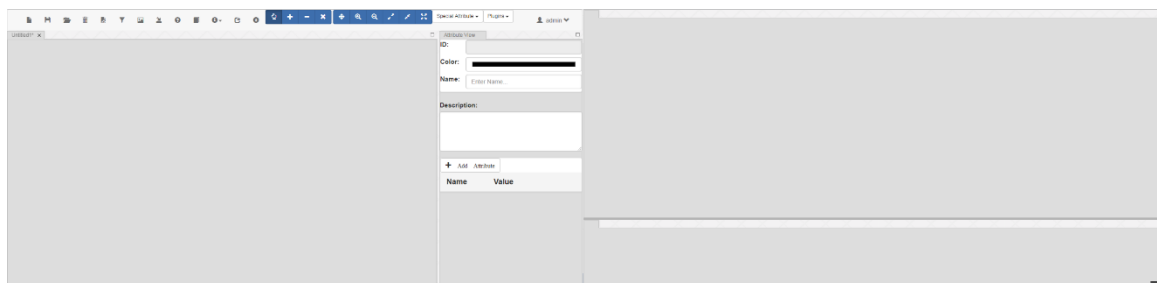 Special Attribute Plugins admin
Untitled* x Attribute View
ID:
Color:
Name: Enter Name...
Description:
+ Add Attribute
Name Value